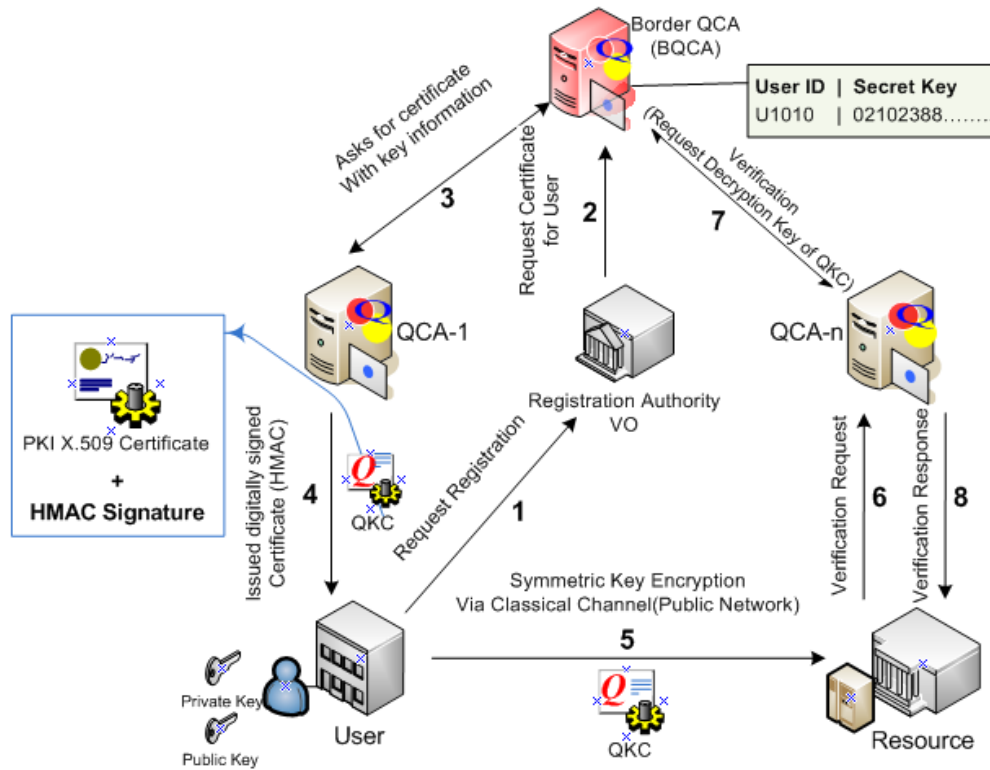 Border QCA
(BQCA)
User ID | Secret Key
U1010 | 02102388........
Asks for certificate
With key information
3
Request Certificate
for User
2
Verification
(Request Decryption Key of QKC)
7
Q
QCA-1
Q
QCA-n
Q
PKI X.509 Certificate
+
HMAC Signature
Registration Authority
VO
Issued digitally signed
Certificate (HMAC)
4
Q
QKC
Request Registration
1
Verification Request
6
Verification Response
8
Symmetric Key Encryption
Via Classical Channel(Public Network)
5
Q
QKC
Private Key
Public Key
User
Resource